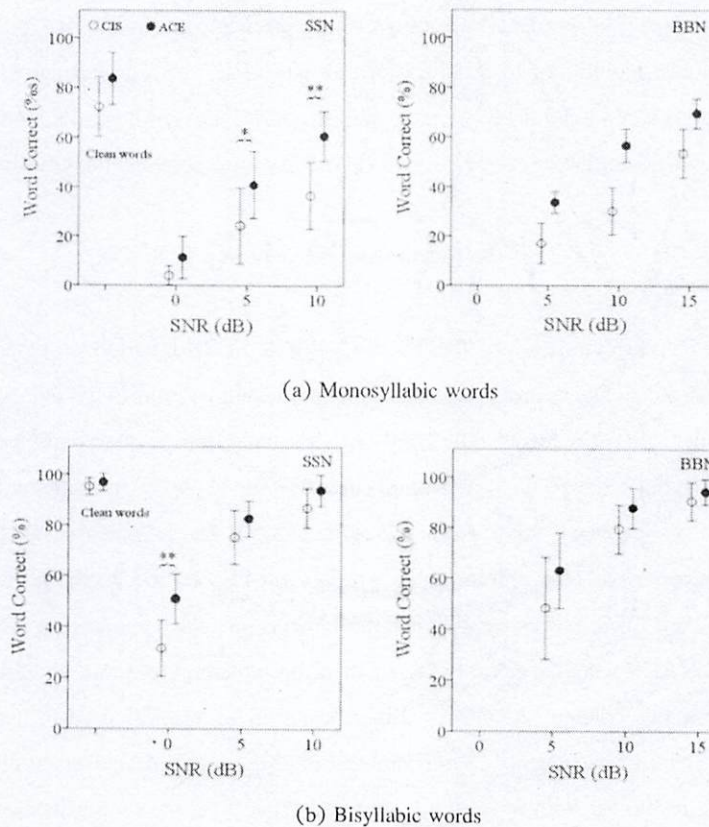 ○ CIS ● ACE SSN
Word Correct (%)
100
80
60
40
20
0
Clean words
*
**
0 5 10
SNR (dB)
BBN
Word Correct (%)
100
80
60
40
20
0
0 5 10 15
SNR (dB)
(a) Monosyllabic words
SSN
Word Correct (%)
100
80
60
40
20
0
Clean words
**
0 5 10
SNR (dB)
BBN
Word Correct (%)
100
80
60
40
20
0
0 5 10 15
SNR (dB)
(b) Bisyllabic words